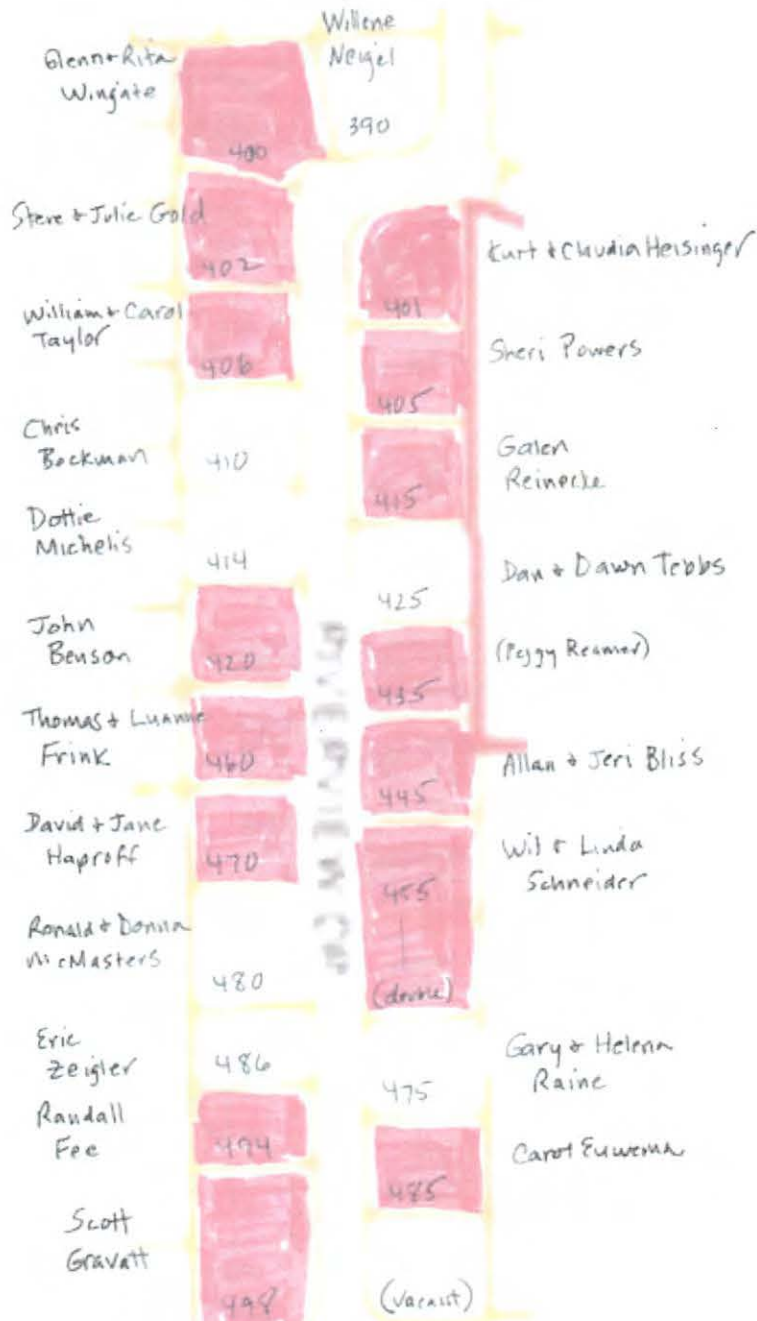 Willene
Neigel
390
Glenn + Rita
Wingate
400
Steve + Julie Gold
402
Kurt + Claudia Heisinger
401
William + Carol
Taylor
406
Sheri Powers
405
Chris
Bockman
410
Galen
Reinecke
415
Dottie
Michelis
414
Dan + Dawn Tebbs
425
John
Benson
420
(Peggy Reamer)
435
Thomas + Luanne
Frink
460
Allan + Jeri Bliss
445
David + Jane
Haproff
470
Wil + Linda
Schneider
455
(double)
Ronald + Donna
McMasters
480
Eric
Zeigler
486
Gary + Helena
Raine
475
Randall
Fee
494
Carol Euwema
485
Scott
Gravatt
498
(vacant)